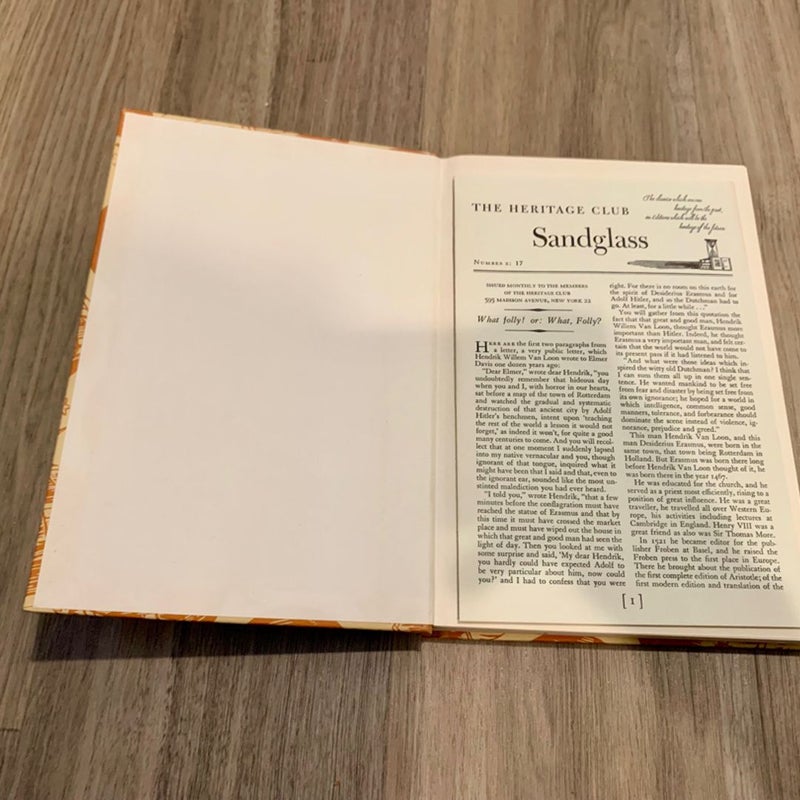 THE HERITAGE CLUB
Sandglass
NUMBER 2: 17
The classics which are our
heritage from the past,
in Editions which will be the
heritage of the future
ISSUED MONTHLY TO THE MEMBERS
OF THE HERITAGE CLUB
595 MADISON AVENUE, NEW YORK 22
What folly! or: What, Folly?
HERE ARE the first two paragraphs from
a letter, a very public letter, which
Hendrik Willem Van Loon wrote to Elmer
Davis one dozen years ago:
"Dear Elmer," wrote dear Hendrik, "you
undoubtedly remember that hideous day
when you and I, with horror in our hearts,
sat before a map of the town of Rotterdam
and watched the gradual and systematic
destruction of that ancient city by Adolf
Hitler's henchmen, intent upon 'teaching
the rest of the world a lesson it would not
forget,' as indeed it won't, for quite a good
many centuries to come. And you will recol-
lect that at one moment I suddenly lapsed
into my native vernacular and you, though
ignorant of that tongue, inquired what it
might have been that I said and that, even to
the ignorant ear, sounded like the most un-
stinted malediction you had ever heard.
"I told you," wrote Hendrik, "that a few
minutes before the conflagration must have
reached the statue of Erasmus and that by
this time it must have crossed the market
place and must have wiped out the house in
which that great and good man had seen the
light of day. Then you looked at me with
some surprise and said, 'My dear Hendrik,
you hardly could have expected Adolf to
be very particular about him, now could
you?' and I had to confess that you were
right. For there is no room on this earth for
the spirit of Desiderius Erasmus and for
Adolf Hitler, and so the Dutchman had to
go. At least, for a little while . . ."
You will gather from this quotation the
fact that that great and good man, Hendrik
Willem Van Loon, thought Erasmus more
important than Hitler. Indeed, he thought
Erasmus a very important man, and felt cer-
tain that the world would not have come to
its present pass if it had listened to him.
"And what were those ideas which in-
spired the witty old Dutchman? I think that
I can sum them all up in one single sen-
tence. He wanted mankind to be set free
from fear and disaster by being set free from
its own ignorance; he hoped for a world in
which intelligence, common sense, good
manners, tolerance, and forbearance should
dominate the scene instead of violence, ig-
norance, prejudice and greed."
This man Hendrik Van Loon, and this
man Desiderius Erasmus, were born in the
same town, that town being Rotterdam in
Holland. But Erasmus was born there long
before Hendrik Van Loon thought of it, he
was born there in the year 1467.
He was educated for the church, and he
served as a priest most efficiently, rising to a
position of great influence. He was a great
traveller, he travelled all over Western Eu-
rope, his activities including lectures at
Cambridge in England. Henry VIII was a
great friend as also was Sir Thomas More.
In 1521 he became editor for the pub-
lisher Froben at Basel, and he raised the
Froben press to the first place in Europe.
There he brought about the publication of
the first complete edition of Aristotle; of the
first modern edition and translation of the
[ 1 ]